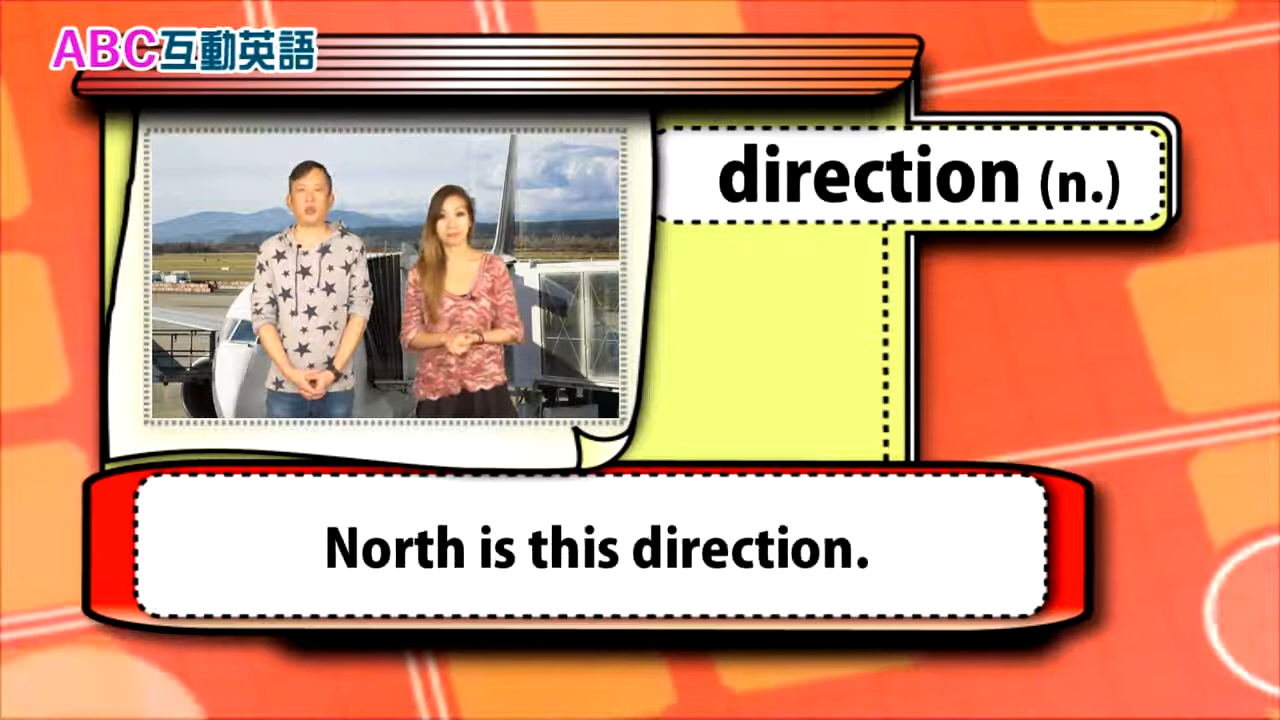 ABC互動英語
direction (n.)
North is this direction.